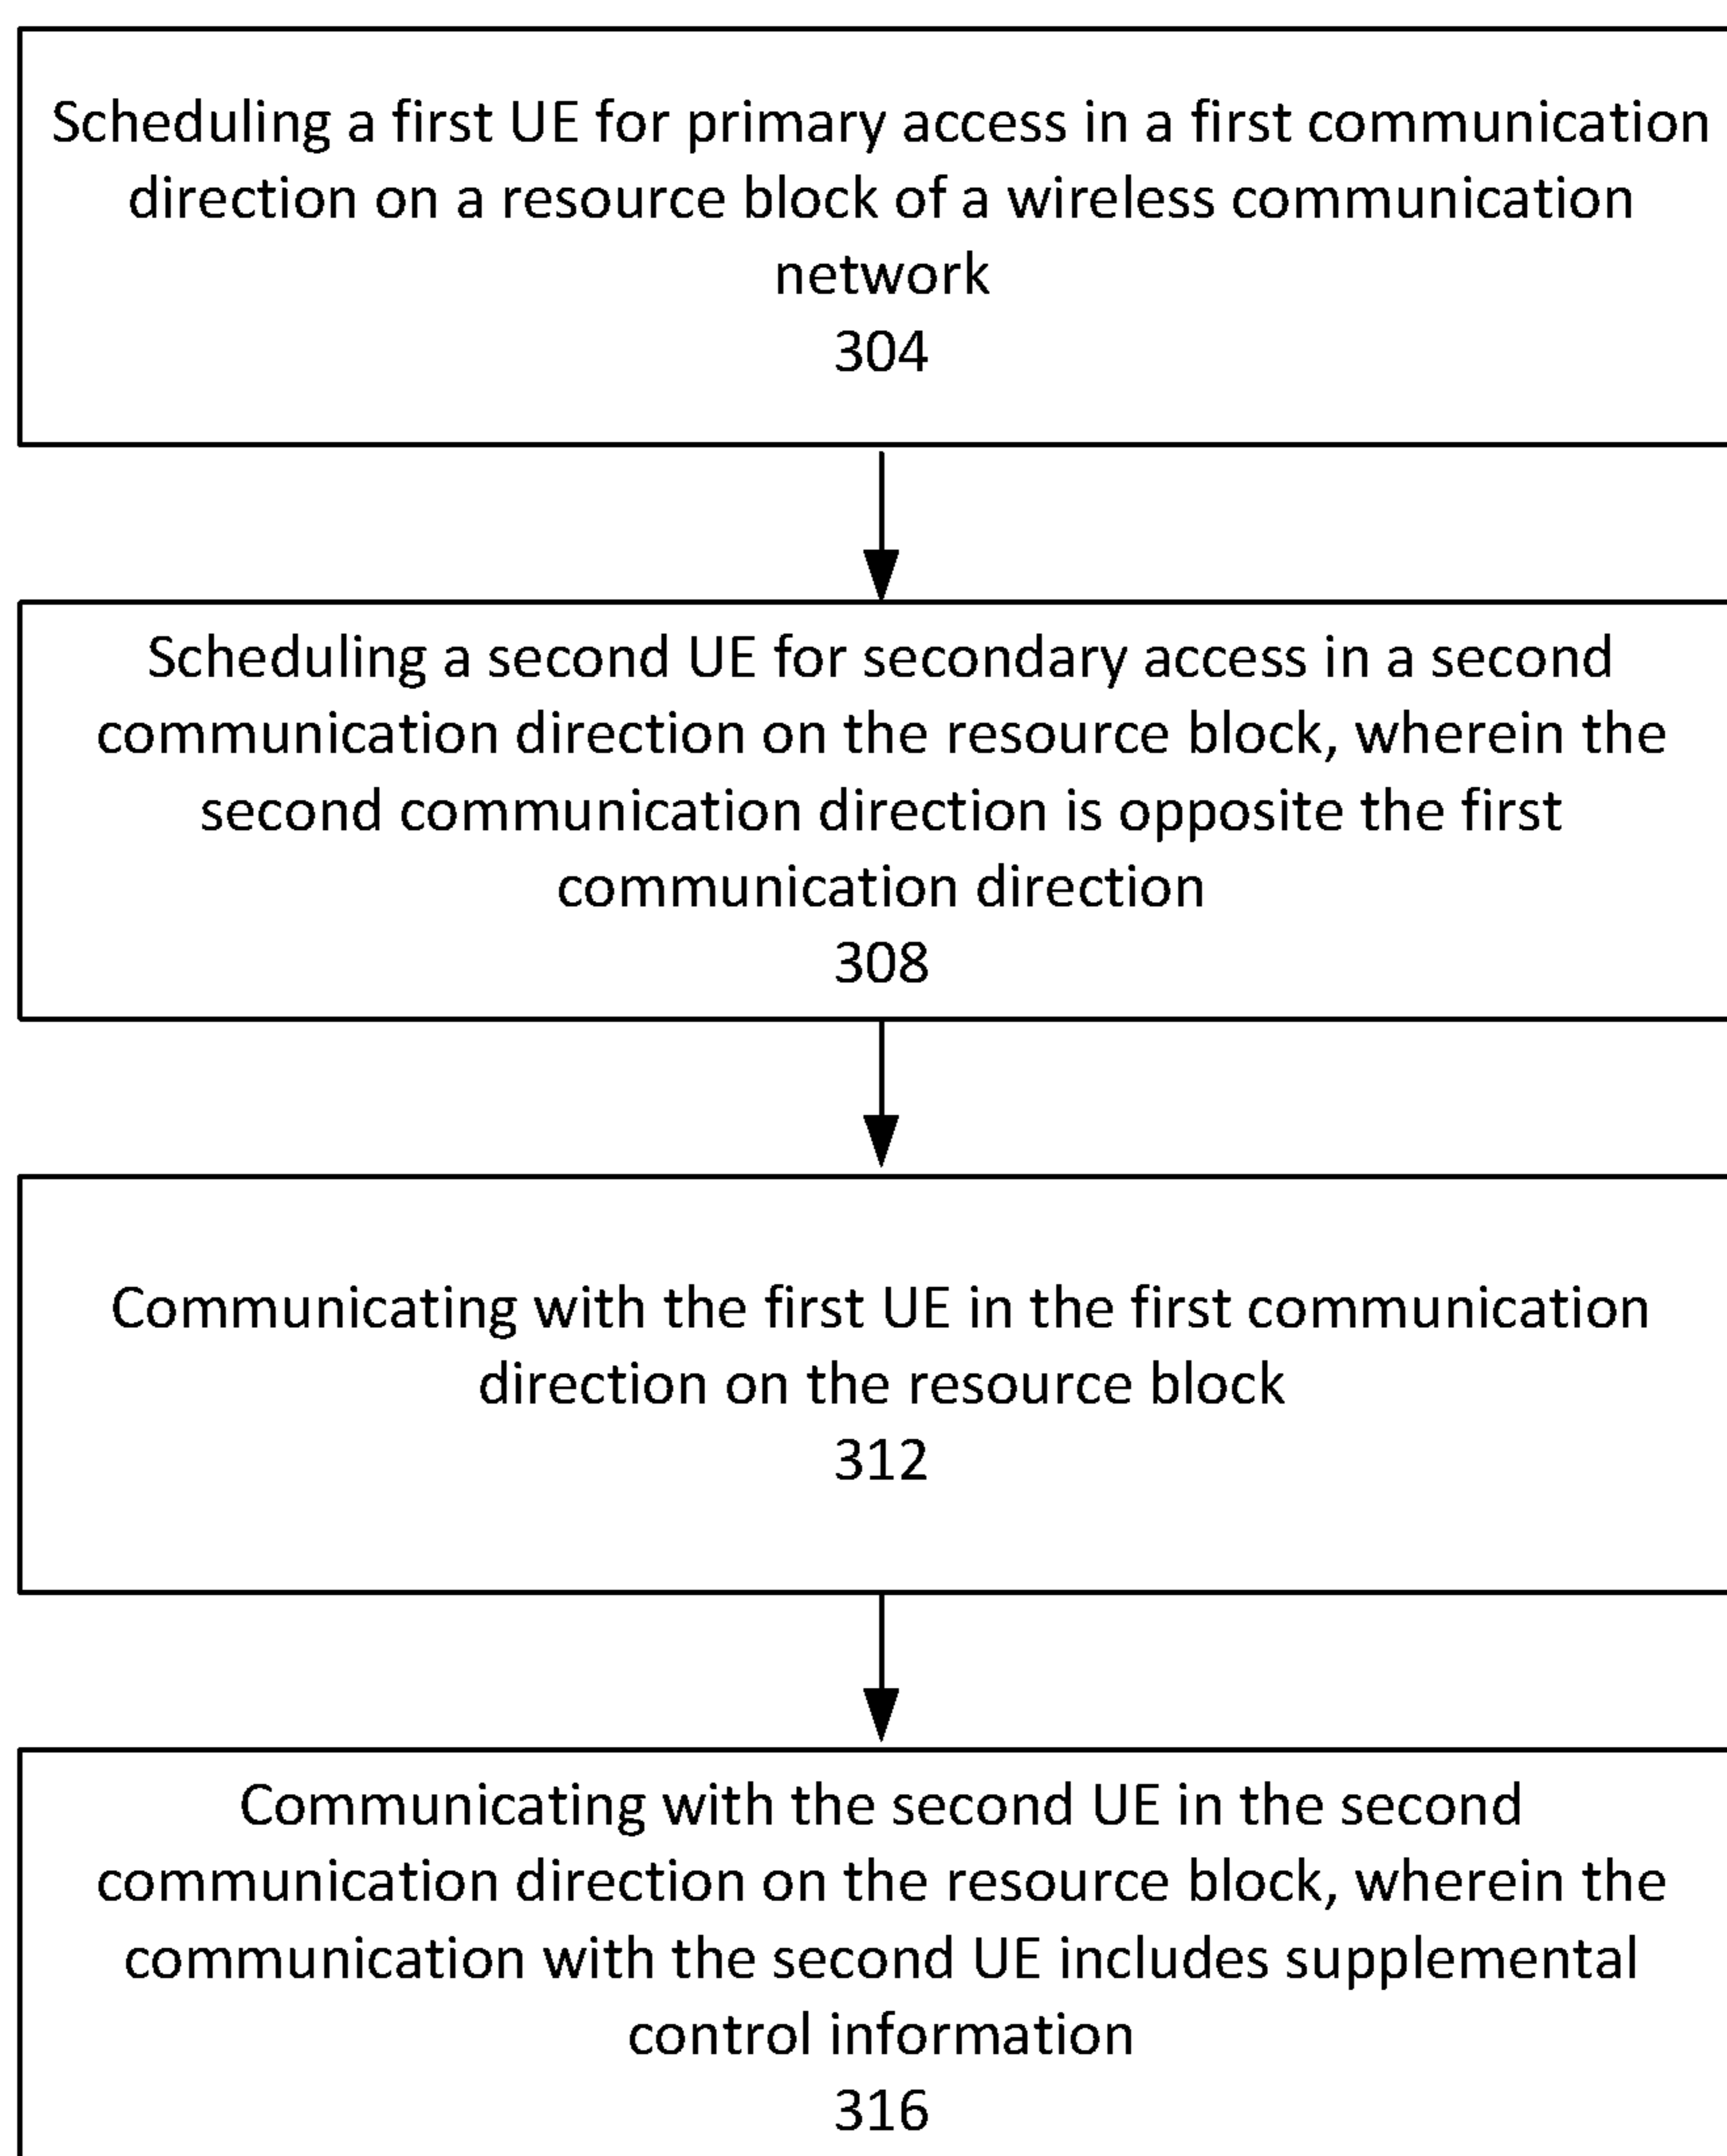 Scheduling a first UE for primary access in a first communication
direction on a resource block of a wireless communication
network
304
Scheduling a second UE for secondary access in a second
communication direction on the resource block, wherein the
second communication direction is opposite the first
communication direction
308
Communicating with the first UE in the first communication
direction on the resource block
312
Communicating with the second UE in the second
communication direction on the resource block, wherein the
communication with the second UE includes supplemental
control information
316